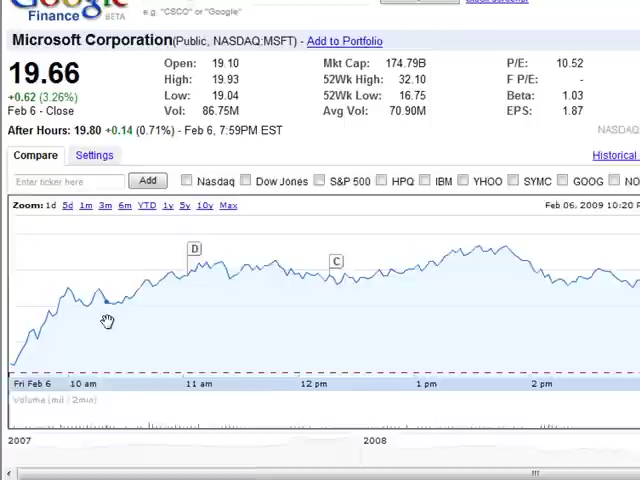 Google
Finance BETA
e.g. "CSCO" or "Google"
Microsoft Corporation(Public, NASDAQ:MSFT) - Add to Portfolio
19.66
+0.62 (3.26%)
Feb 6 - Close
Open: 19.10
High: 19.93
Low: 19.04
Vol: 86.75M
Mkt Cap: 174.79B
52Wk High: 32.10
52Wk Low: 16.75
Avg Vol: 70.90M
P/E: 10.52
F P/E: -
Beta: 1.03
EPS: 1.87
After Hours: 19.80 +0.14 (0.71%) - Feb 6, 7:59PM EST
NASDAQ
Compare Settings
Historical
Enter ticker here Add Nasdaq Dow Jones S&P 500 HPQ IBM YHOO SYMC GOOG NO
Zoom: 1d 5d 1m 3m 6m YTD 1y 5y 10y Max
Feb 06, 2009 10:20 P
D
C
Fri Feb 6 10 am 11 am 12 pm 1 pm 2 pm
Volume (mil / 2min)
2007 2008